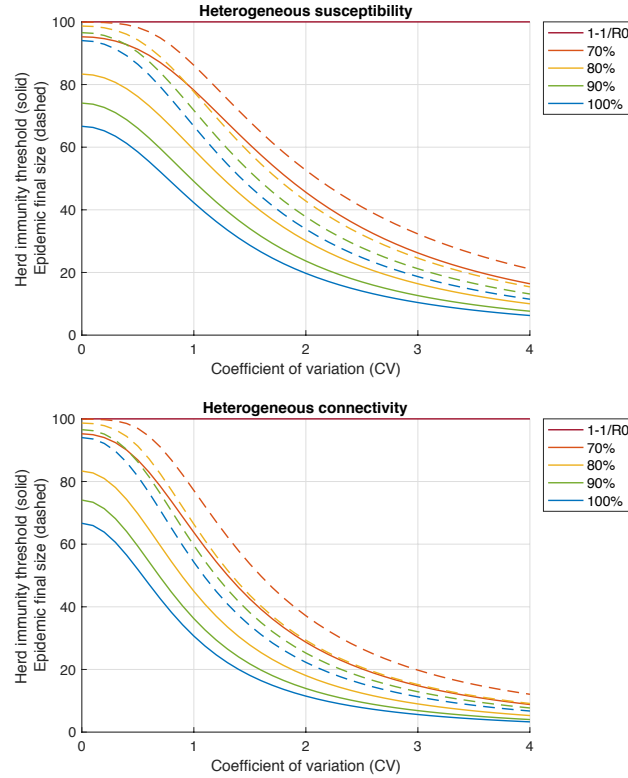 Heterogeneous susceptibility
100
80
60
40
20
0
Herd immunity threshold (solid)
Epidemic final size (dashed)
0 1 2 3 4
Coefficient of variation (CV)
1-1/R0
70%
80%
90%
100%
Heterogeneous connectivity
100
80
60
40
20
0
Herd immunity threshold (solid)
Epidemic final size (dashed)
0 1 2 3 4
Coefficient of variation (CV)
1-1/R0
70%
80%
90%
100%